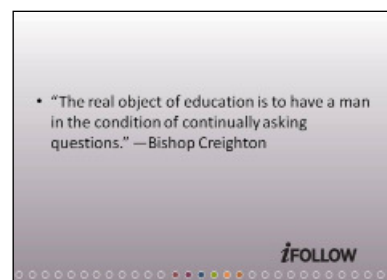 • “The real object of education is to have a man
in the condition of continually asking
questions.” —Bishop Creighton
iFOLLOW